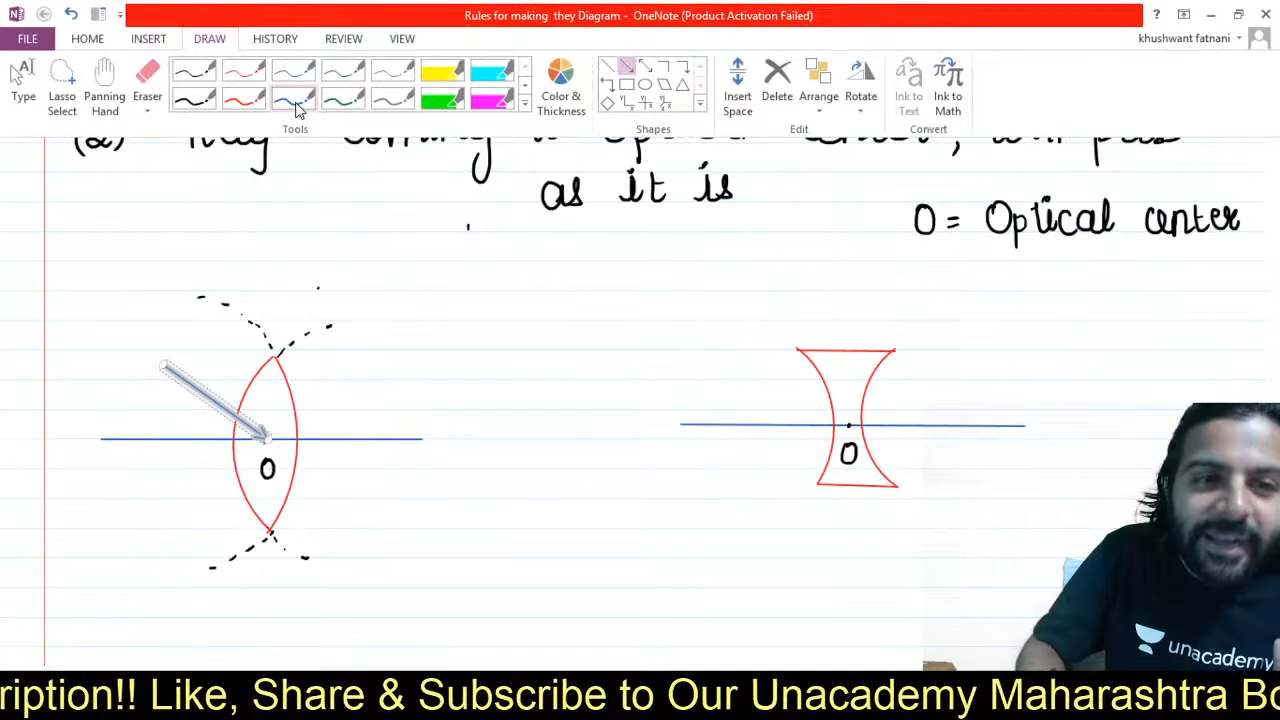 Rules for making they Diagram - OneNote (Product Activation Failed)
?
FILE HOME INSERT DRAW HISTORY REVIEW VIEW
khushwant fatnani
Type Lasso Select Panning Hand Eraser
Color & Thickness
Insert Space Delete Arrange Rotate
Ink to Text Ink to Math
Tools Shapes Edit Convert
(2)
as it is
O = Optical center
O
O
unacademy
ription!! Like, Share & Subscribe to Our Unacademy Maharashtra Bo